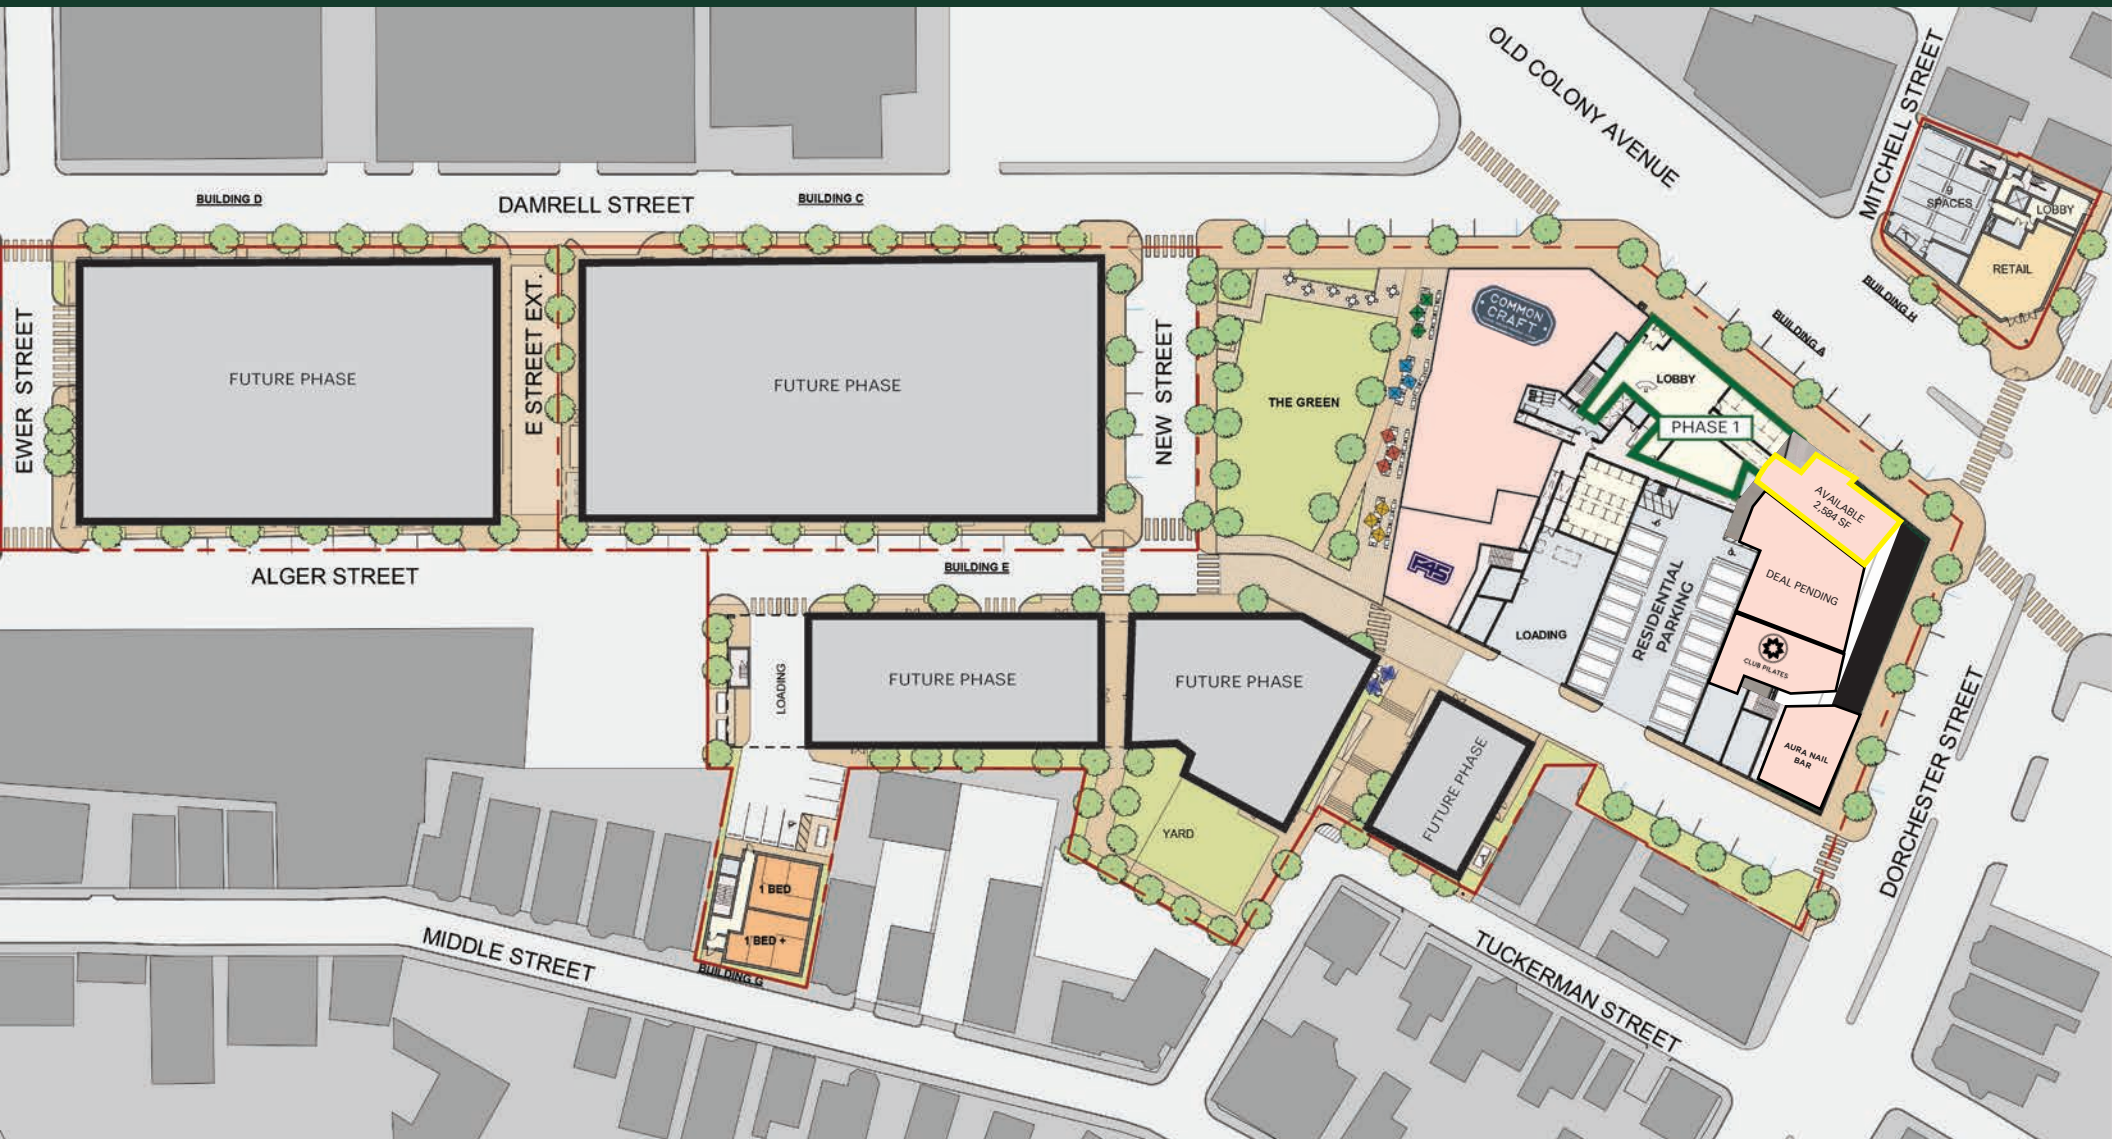 OLD COLONY AVENUE
MITCHELL STREET
BUILDING D
DAMRELL STREET
BUILDING C
9
SPACES
LOBBY
RETAIL
BUILDING H
BUILDING A
EWER STREET
FUTURE PHASE
E STREET EXT.
FUTURE PHASE
NEW STREET
THE GREEN
COMMON
CRAFT
LOBBY
PHASE 1
AVAILABLE
2,584 SF
DEAL PENDING
CLUB PILATES
AURA NAIL
BAR
F45
LOADING
RESIDENTIAL
PARKING
ALGER STREET
BUILDING E
LOADING
FUTURE PHASE
FUTURE PHASE
FUTURE PHASE
YARD
DORCHESTER STREET
1 BED
1 BED +
BUILDING G
MIDDLE STREET
TUCKERMAN STREET